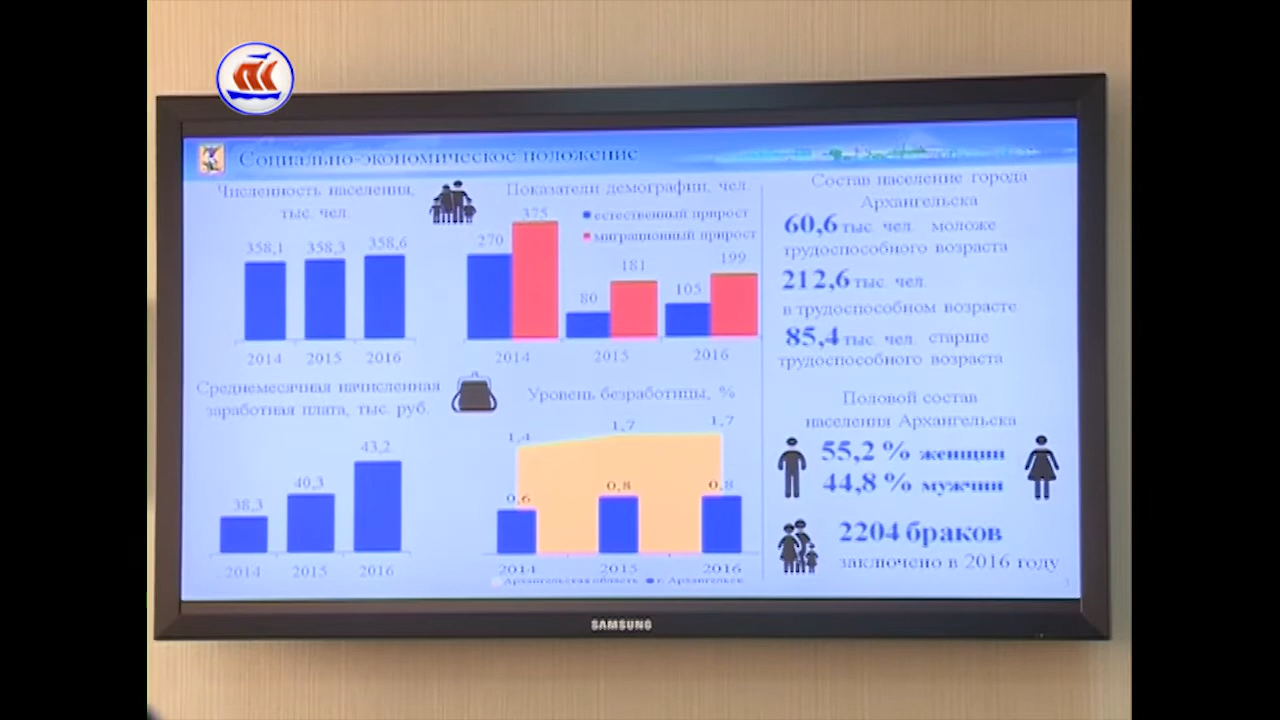 Социально-экономическое положение
Численность населения,
тыс. чел.
358,1
358,3
358,6
2014
2015
2016
Показатели демографии, чел.
естественный прирост
миграционный прирост
270
375
80
181
105
199
2014
2015
2016
Среднемесячная начисленная
заработная плата, тыс. руб.
38,3
40,3
43,2
2014
2015
2016
Уровень безработицы, %
1,4
1,7
1,7
0,6
0,8
0,8
2014
2015
2016
Архангельская область
г. Архангельск
Состав население города
Архангельска
60,6 тыс. чел. моложе
трудоспособного возраста
212,6 тыс. чел.
в трудоспособном возрасте
85,4 тыс. чел. старше
трудоспособного возраста
Половой состав
населения Архангельска
55,2 % женщин
44,8 % мужчин
2204 браков
заключено в 2016 году
3
SAMSUNG